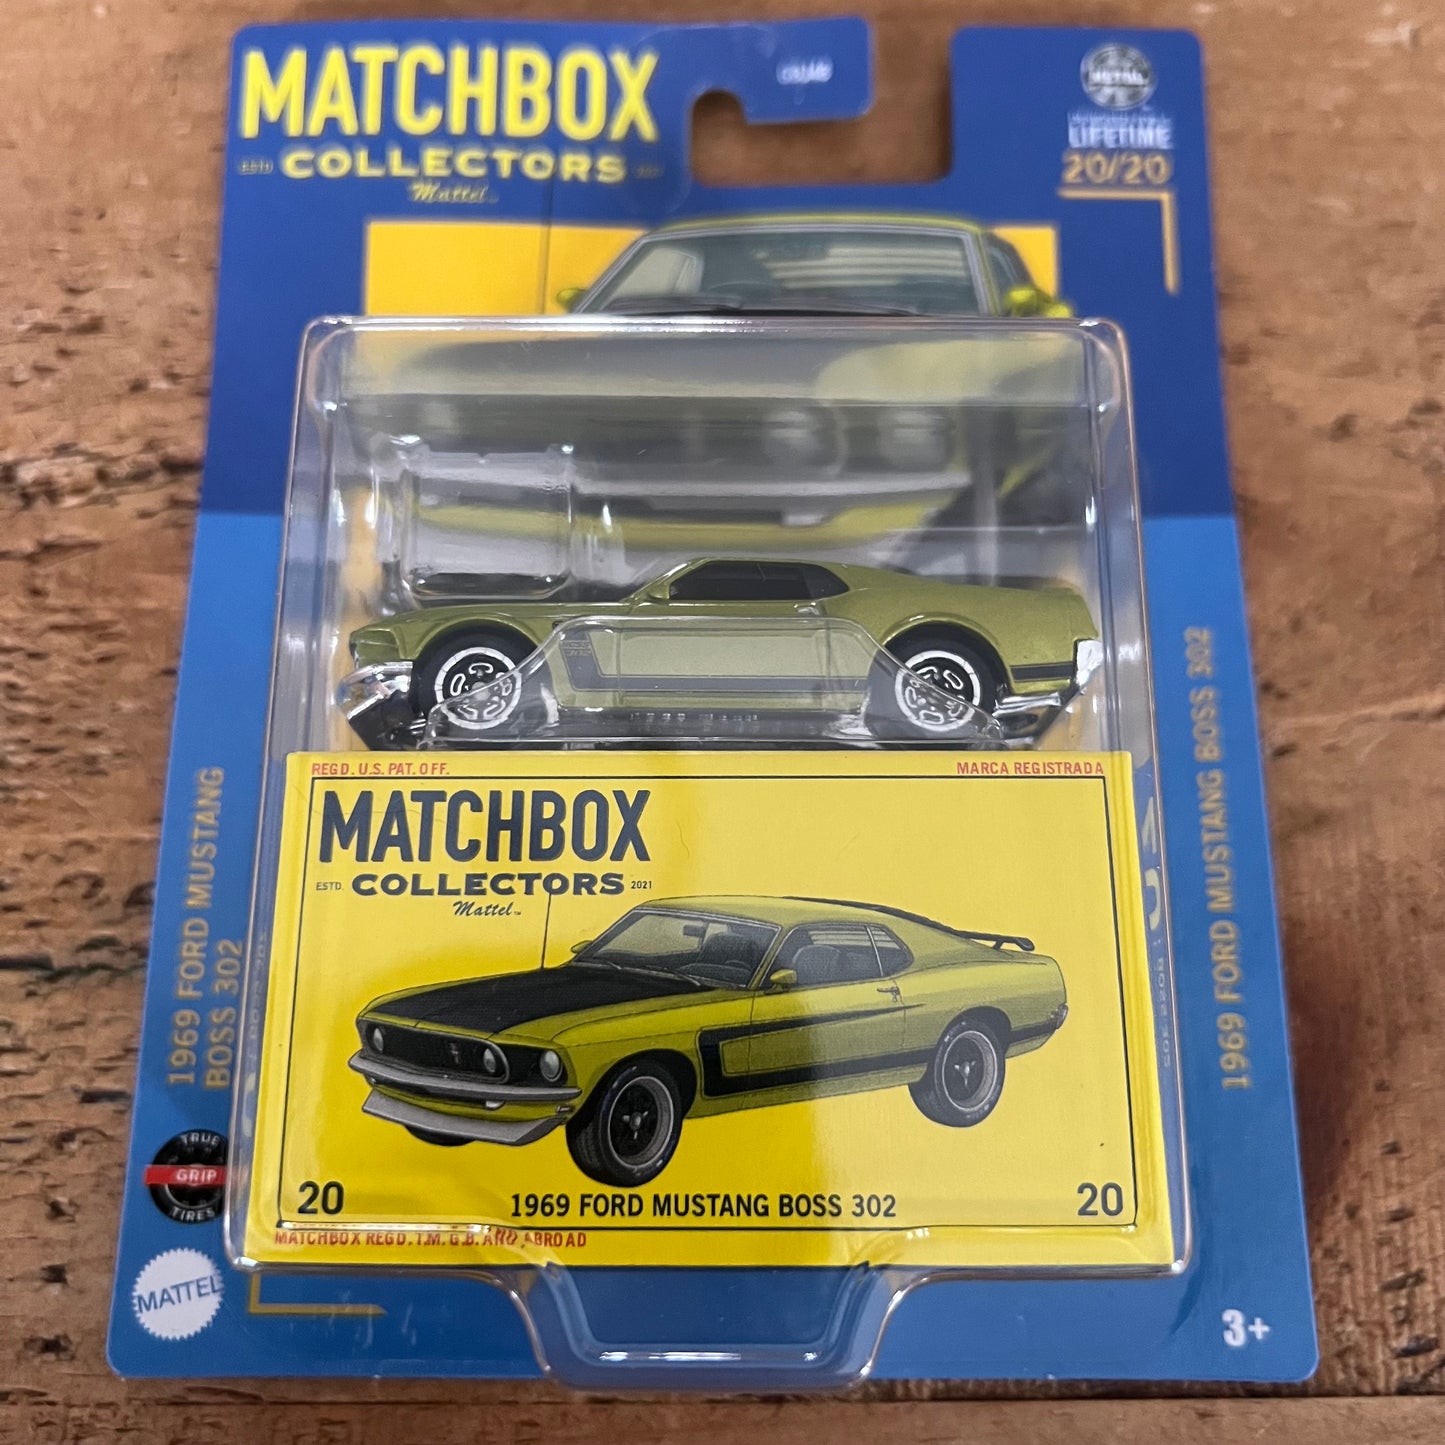 MATCHBOX
ESTD COLLECTORS
Mattel
LIFETIME
20/20
1969 FORD MUSTANG
BOSS 302
1969 FORD MUSTANG BOSS 302
REGD. U.S. PAT. OFF.
MARCA REGISTRADA
MATCHBOX
ESTD. COLLECTORS 2021
Mattel™
20
1969 FORD MUSTANG BOSS 302
20
MATCHBOX REGD. T.M. G.B. AND ABROAD
TRUE
GRIP
TIRES
MATTEL
3+